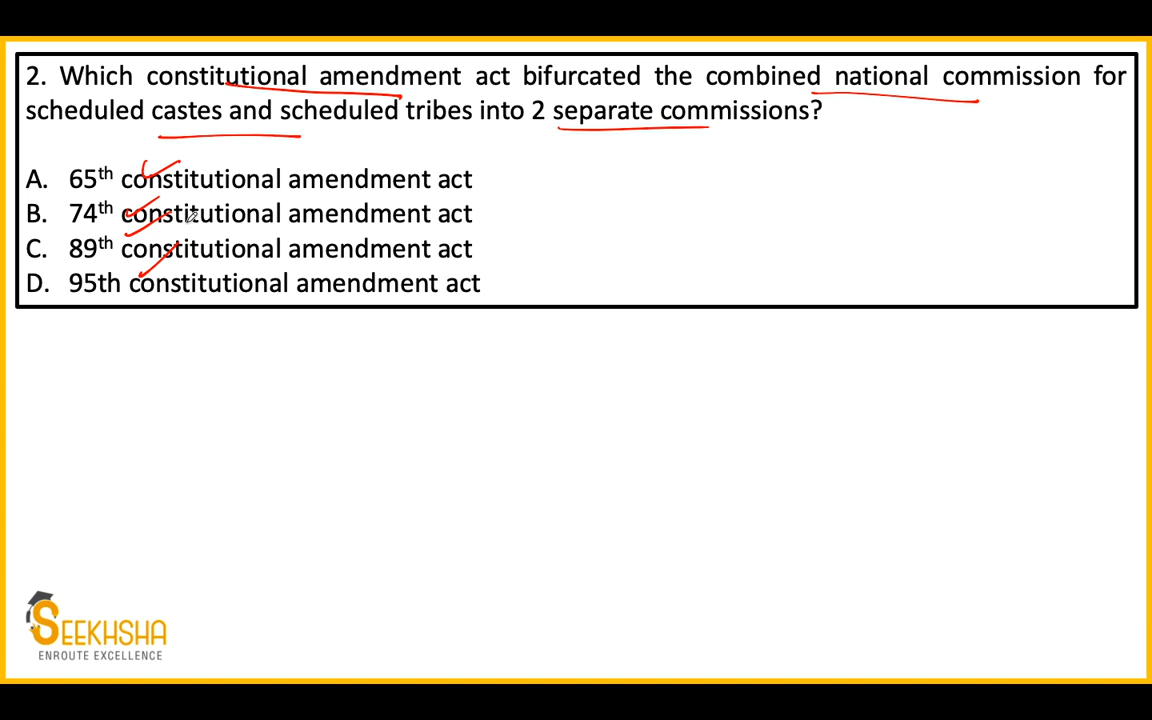 2. Which constitutional amendment act bifurcated the combined national commission for
scheduled castes and scheduled tribes into 2 separate commissions?
A. 65th constitutional amendment act
B. 74th constitutional amendment act
C. 89th constitutional amendment act
D. 95th constitutional amendment act
SEEKHSHA
ENROUTE EXCELLENCE